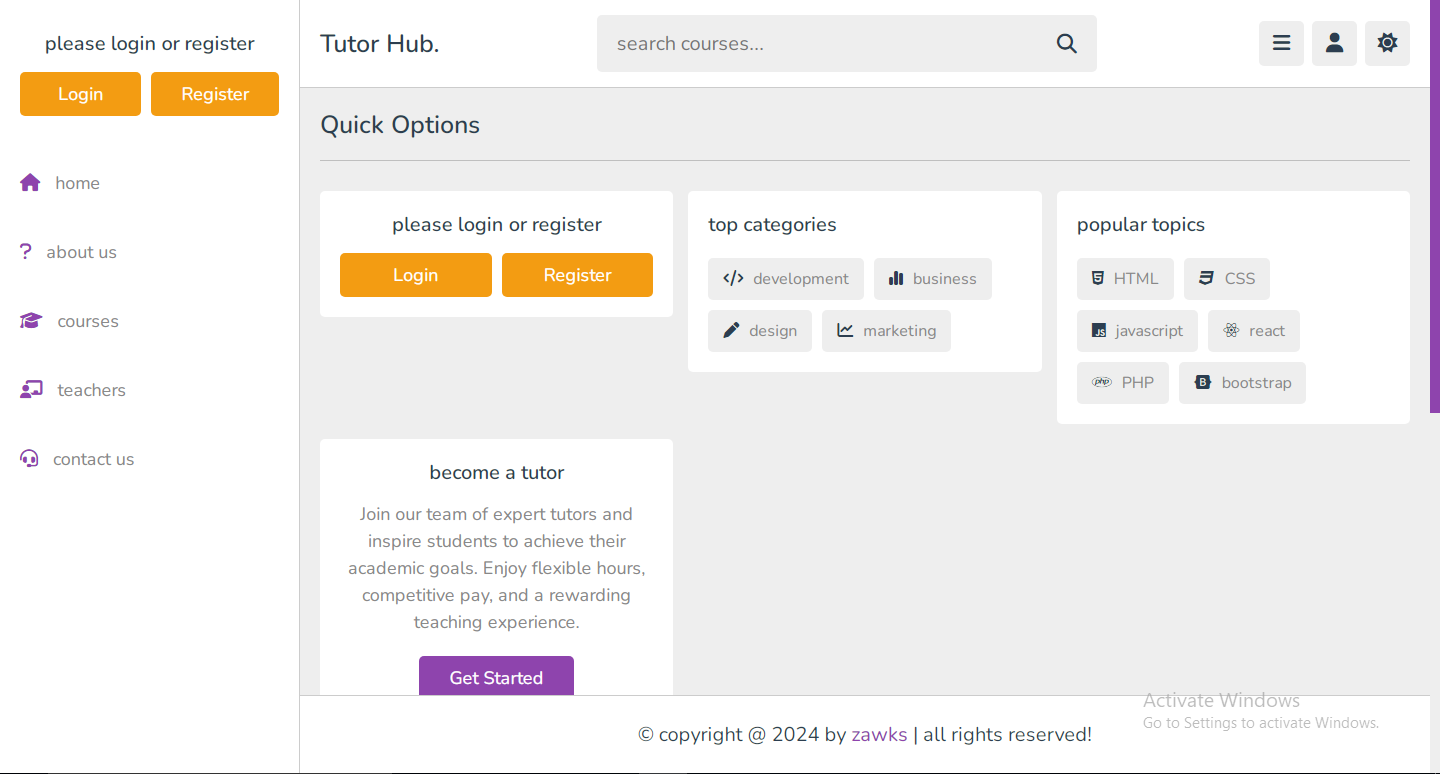 please login or register
Login Register
home
about us
courses
teachers
contact us
Tutor Hub.
search courses...
Quick Options
please login or register
Login Register
top categories
development business
design marketing
popular topics
HTML CSS
JS javascript react
php PHP B bootstrap
become a tutor
Join our team of expert tutors and
inspire students to achieve their
academic goals. Enjoy flexible hours,
competitive pay, and a rewarding
teaching experience.
Get Started
© copyright @ 2024 by zawks | all rights reserved!
Activate Windows
Go to Settings to activate Windows.